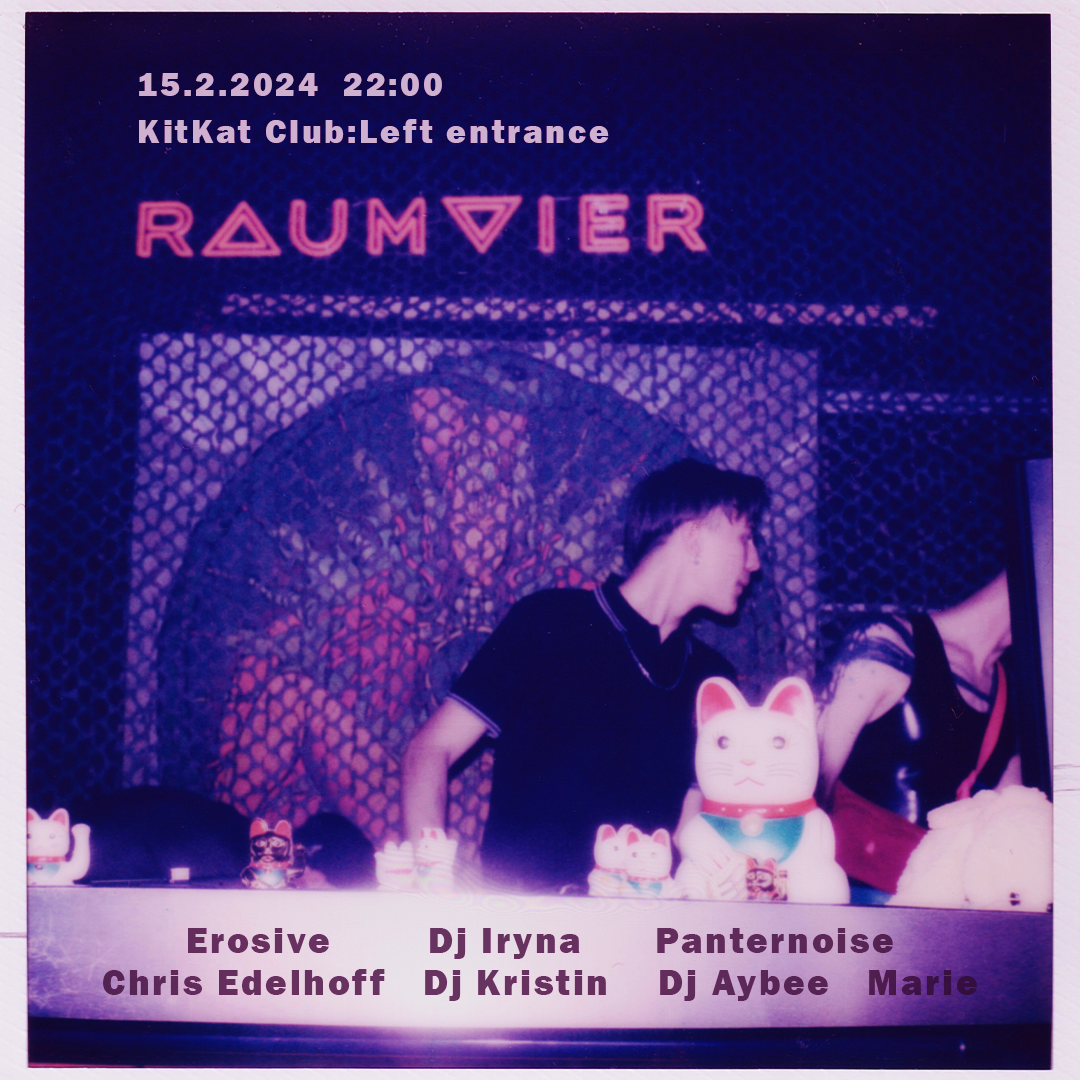 15.2.2024 22:00
KitKat Club:Left entrance
RAUMVIER
Erosive Dj Iryna Panternoise
Chris Edelhoff Dj Kristin Dj Aybee Marie